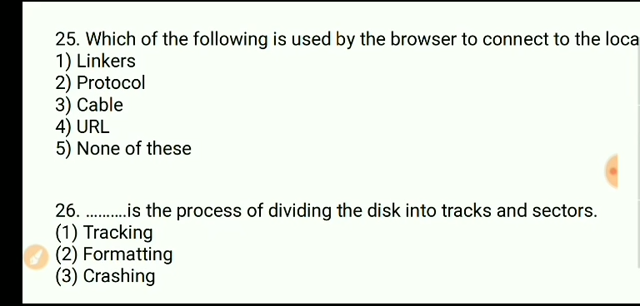 25. Which of the following is used by the browser to connect to the loca
1) Linkers
2) Protocol
3) Cable
4) URL
5) None of these
26. ..........is the process of dividing the disk into tracks and sectors.
(1) Tracking
(2) Formatting
(3) Crashing